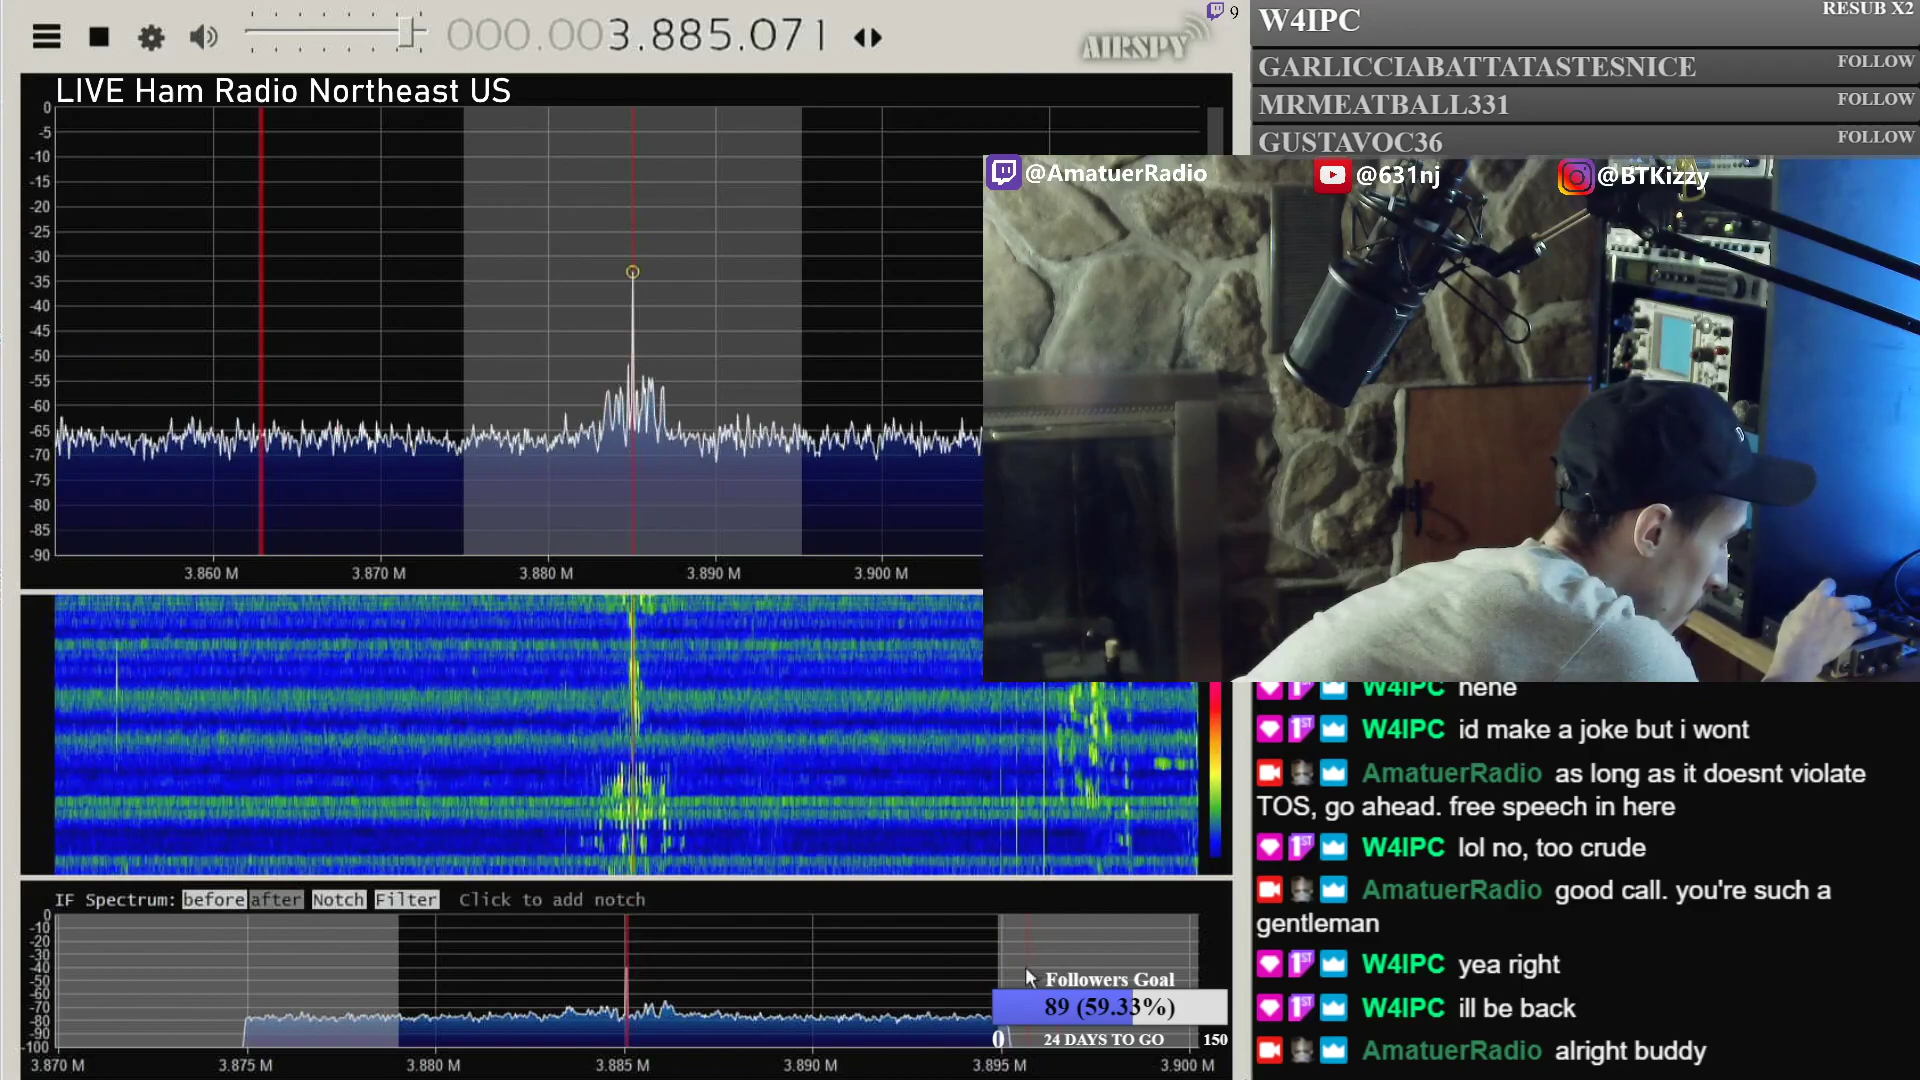 000.003.885.071
AIRSPY
9
LIVE Ham Radio Northeast US
0
-5
-10
-15
-20
-25
-30
-35
-40
-45
-50
-55
-60
-65
-70
-75
-80
-85
-90
3.860 M 3.870 M 3.880 M 3.890 M 3.900 M
IF Spectrum: before after Notch Filter Click to add notch
0
-10
-20
-30
-40
-50
-60
-70
-80
-90
-100
3.870 M 3.875 M 3.880 M 3.885 M 3.890 M 3.895 M 3.900 M
Followers Goal
89 (59.33%)
0 24 DAYS TO GO 150
W4IPC RESUB X2
GARLICCIABATTATASTESNICE FOLLOW
MRMEATBALL331 FOLLOW
GUSTAVOC36 FOLLOW
@AmatuerRadio @631nj @BTKizzy
W4IPC hehe
1ST W4IPC id make a joke but i wont
AmatuerRadio as long as it doesnt violate
TOS, go ahead. free speech in here
1ST W4IPC lol no, too crude
AmatuerRadio good call. you're such a
gentleman
1ST W4IPC yea right
1ST W4IPC ill be back
AmatuerRadio alright buddy